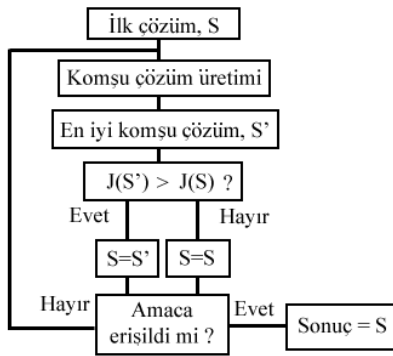 İlk çözüm, S
Komşu çözüm üretimi
En iyi komşu çözüm, S’
J(S’) > J(S) ?
Evet
Hayır
S=S’
S=S
Hayır
Amaca
erişildi mi ?
Evet
Sonuç = S